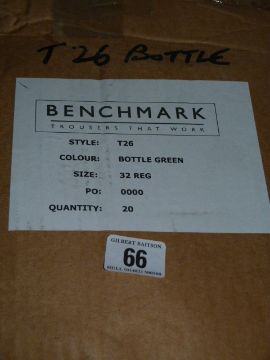 T.26 BOTTLE
BENCHMARK
TROUSERS THAT WORK
STYLE: T26
COLOUR: BOTTLE GREEN
SIZE: 32 REG
PO: 0000
QUANTITY: 20
GILBERT BAITSON
66